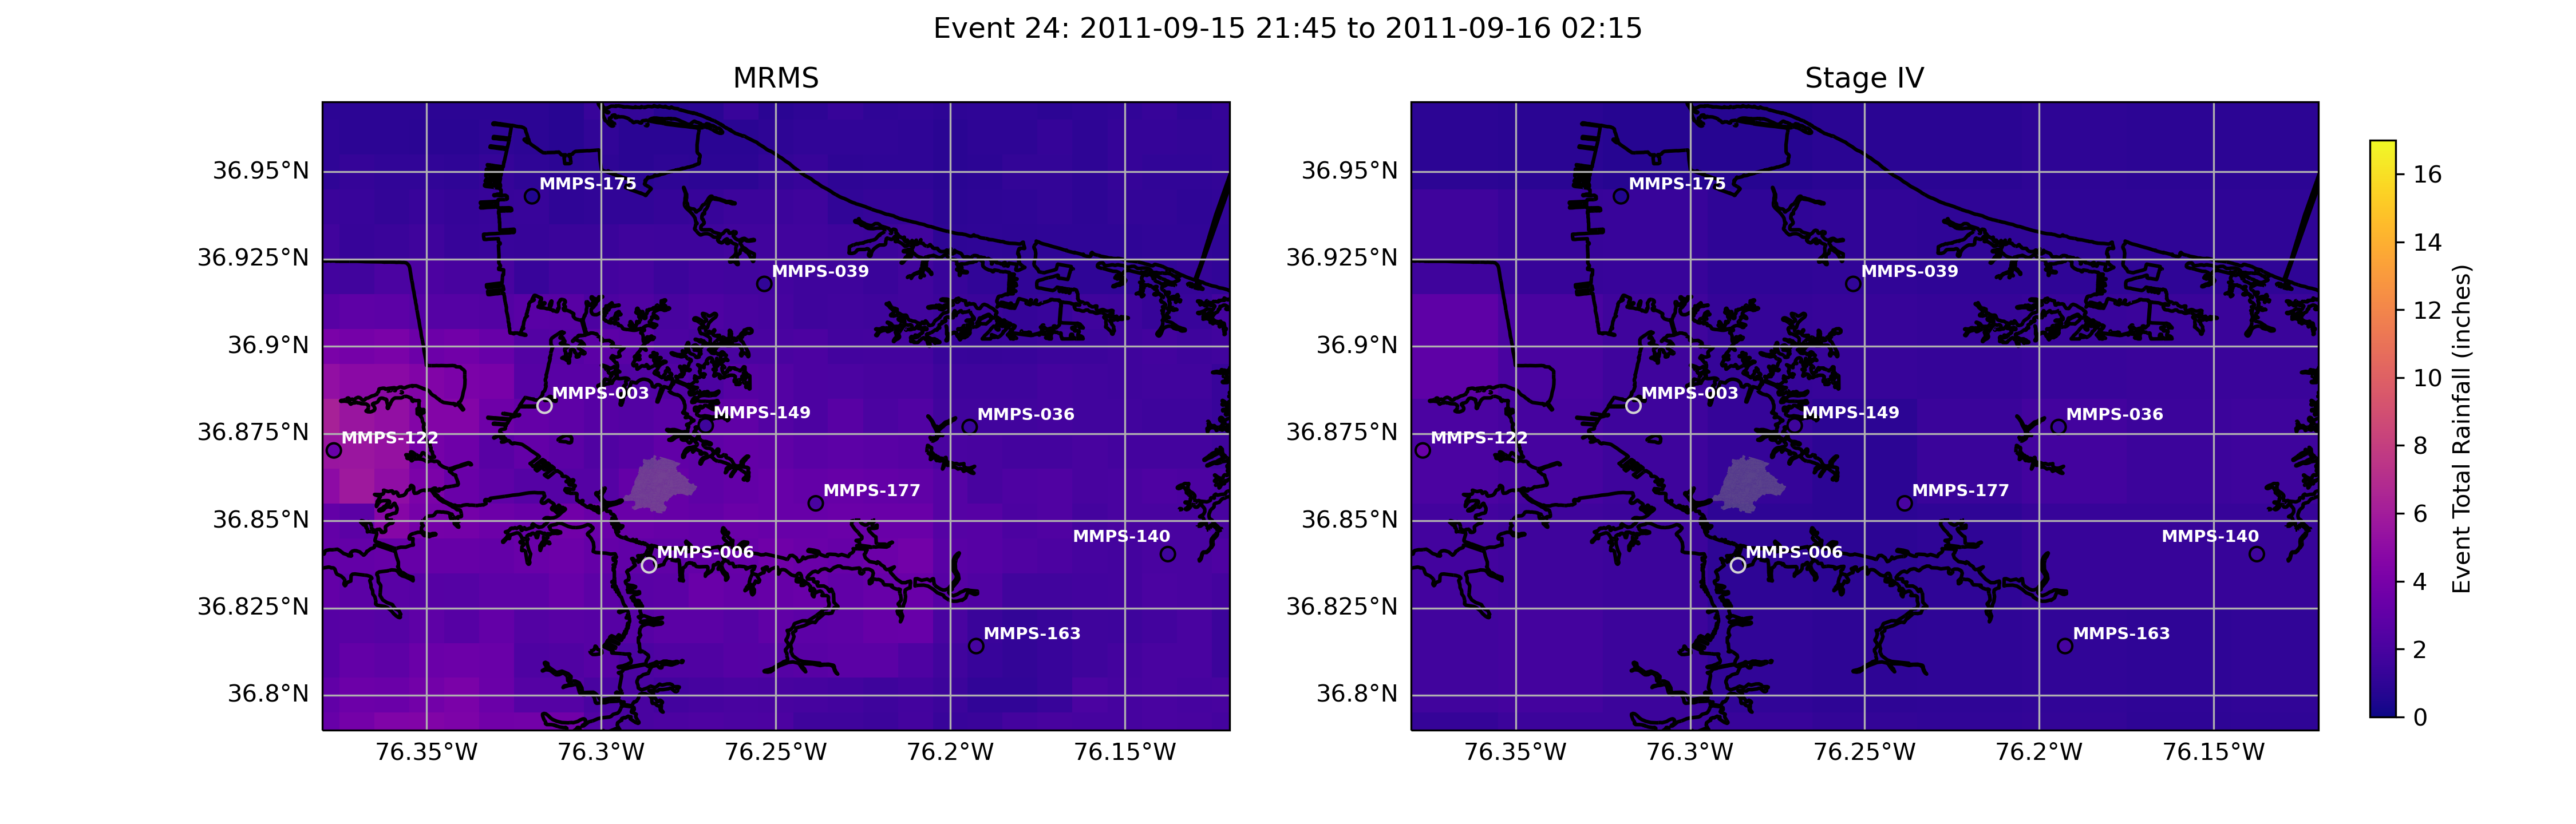 Event 24: 2011-09-15 21:45 to 2011-09-16 02:15
MRMS
36.95°N
36.925°N
36.9°N
36.875°N
36.85°N
36.825°N
36.8°N
76.35°W
76.3°W
76.25°W
76.2°W
76.15°W
MMPS-175
MMPS-039
MMPS-003
MMPS-149
MMPS-036
MMPS-122
MMPS-177
MMPS-140
MMPS-006
MMPS-163
Stage IV
36.95°N
36.925°N
36.9°N
36.875°N
36.85°N
36.825°N
36.8°N
76.35°W
76.3°W
76.25°W
76.2°W
76.15°W
MMPS-175
MMPS-039
MMPS-003
MMPS-149
MMPS-036
MMPS-122
MMPS-177
MMPS-140
MMPS-006
MMPS-163
16
14
12
10
8
6
4
2
0
Event Total Rainfall (inches)